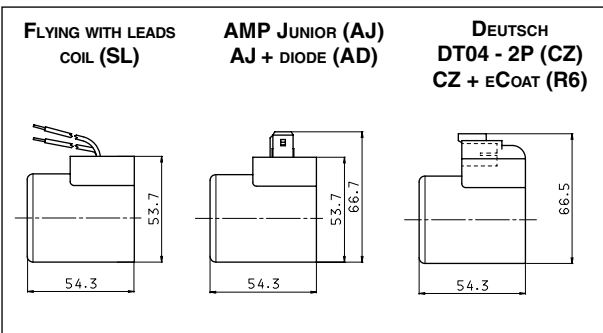 FLYING WITH LEADS
COIL (SL)
AMP JUNIOR (AJ)
AJ + DIODE (AD)
DEUTSCH
DT04 - 2P (CZ)
CZ + ECOAT (R6)
53.7
54.3
53.7
66.7
54.3
66.5
54.3